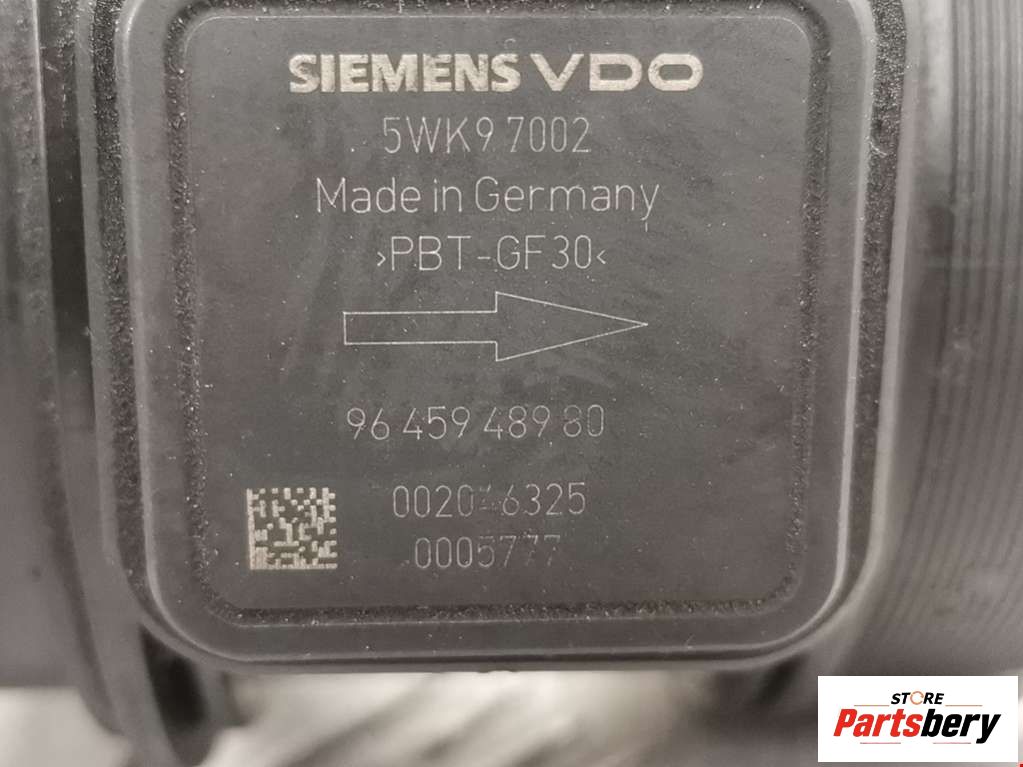 SIEMENS VDO
5WK9 7002
Made in Germany
›PBT-GF30‹
96 459 489 80
0005777
STORE
Partsbery